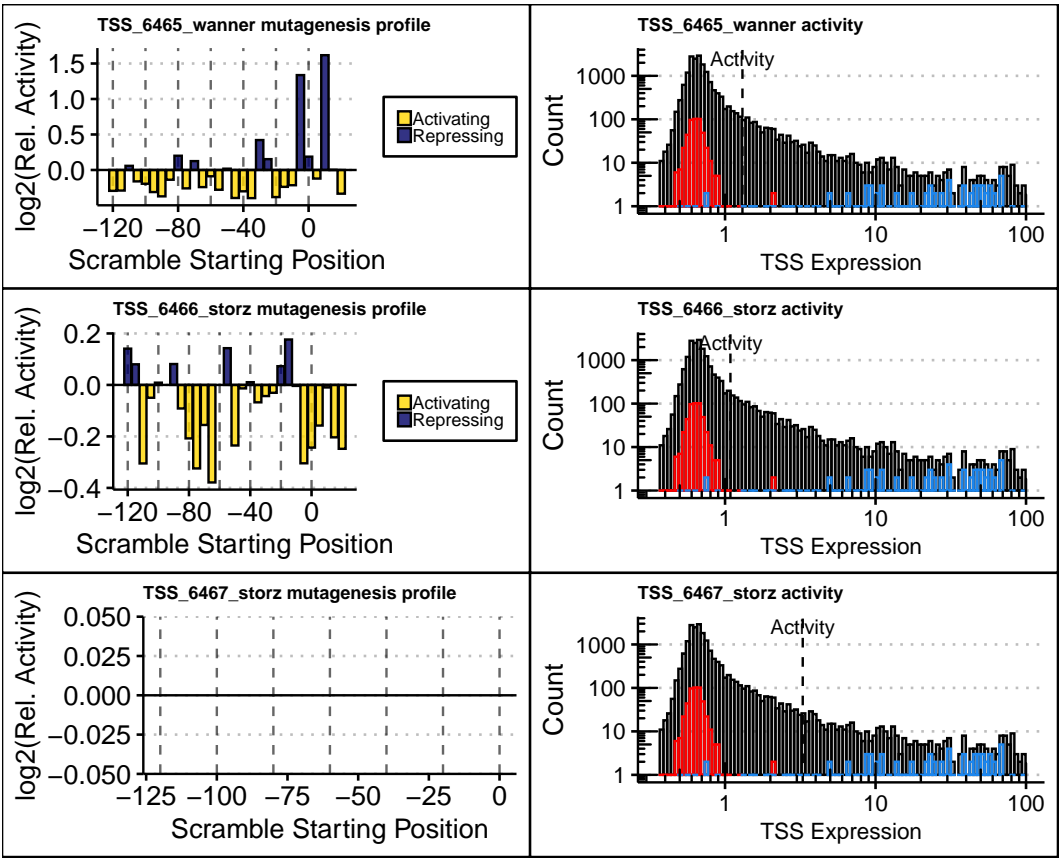 TSS_6465_wanner mutagenesis profile
log2(Rel. Activity)
1.5
1.0
0.5
0.0
−120 −80 −40 0
Scramble Starting Position
Activating
Repressing
TSS_6465_wanner activity
Activity
Count
1000
100
10
1
1 10 100
TSS Expression
TSS_6466_storz mutagenesis profile
log2(Rel. Activity)
0.2
0.0
−0.2
−0.4
−120 −80 −40 0
Scramble Starting Position
Activating
Repressing
TSS_6466_storz activity
Activity
Count
1000
100
10
1
1 10 100
TSS Expression
TSS_6467_storz mutagenesis profile
log2(Rel. Activity)
0.050
0.025
0.000
−0.025
−0.050
−125 −100 −75 −50 −25 0
Scramble Starting Position
TSS_6467_storz activity
Activity
Count
1000
100
10
1
1 10 100
TSS Expression